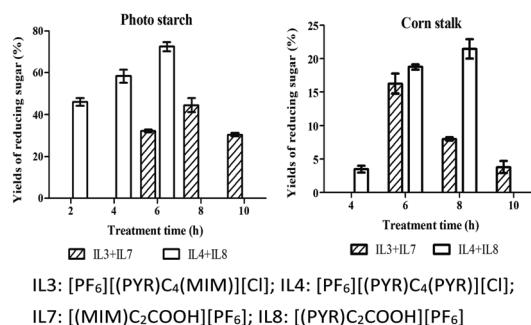 Photo starch
Yields of reducing sugar (%)
80
60
40
20
0
2 4 6 8 10
Treatment time (h)
IL3+IL7 IL4+IL8
Corn stalk
Yields of reducing sugar (%)
25
20
15
10
5
0
4 6 8 10
Treatment time (h)
IL3+IL7 IL4+IL8
IL3: [PF₆][(PYR)C₄(MIM)][Cl]; IL4: [PF₆][(PYR)C₄(PYR)][Cl];
IL7: [(MIM)C₂COOH][PF₆]; IL8: [(PYR)C₂COOH][PF₆]